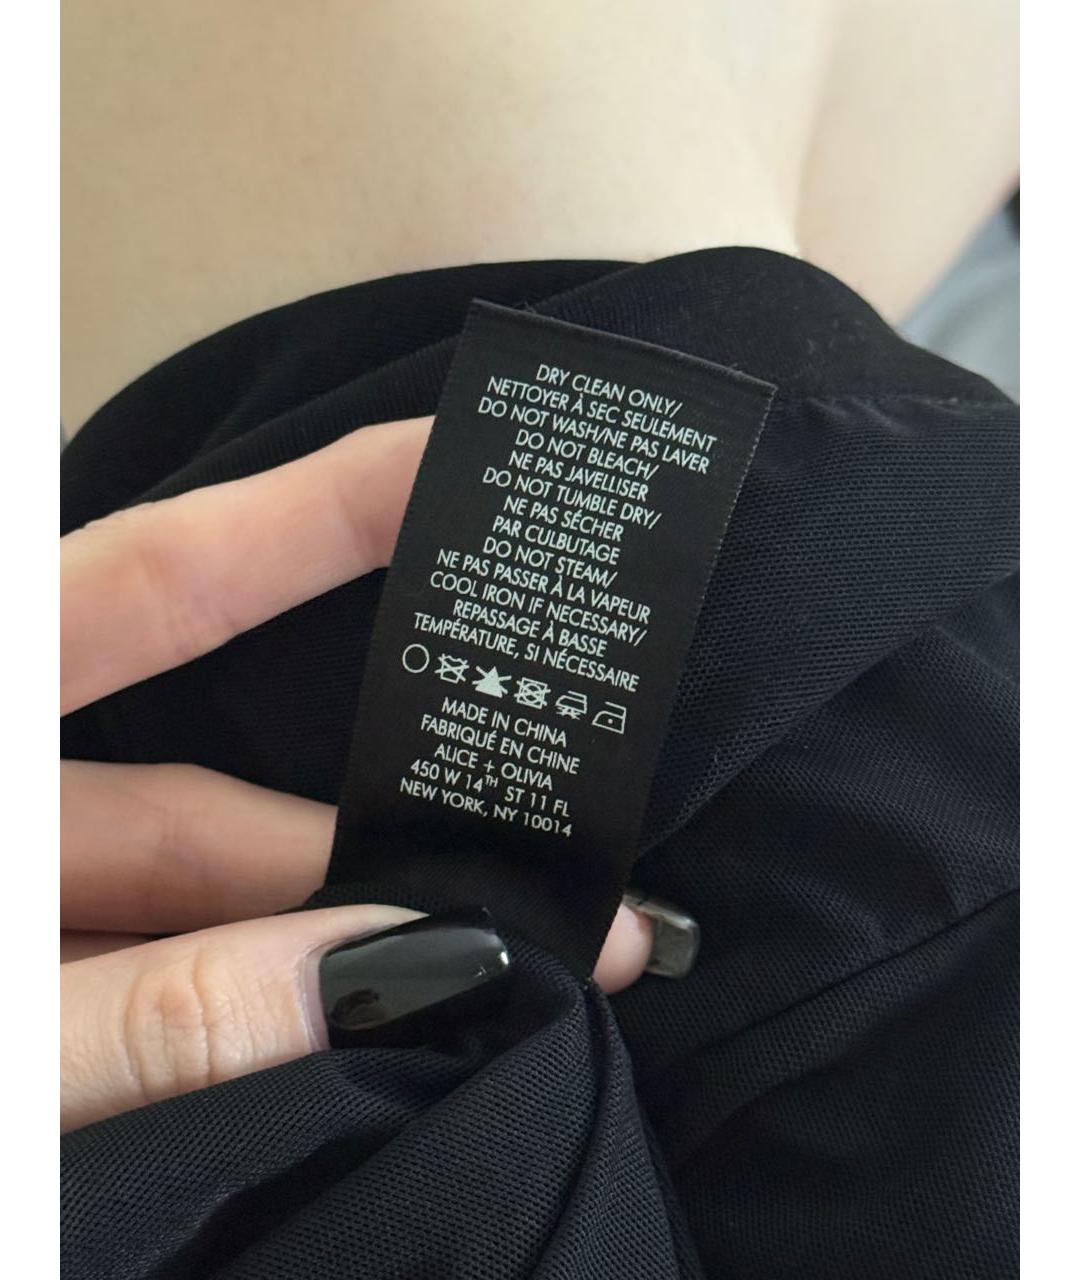 DRY CLEAN ONLY/
NETTOYER À SEC SEULEMENT
DO NOT WASH/NE PAS LAVER
DO NOT BLEACH/
NE PAS JAVELLISER
DO NOT TUMBLE DRY/
NE PAS SÉCHER
PAR CULBUTAGE
DO NOT STEAM/
NE PAS PASSER À LA VAPEUR
COOL IRON IF NECESSARY/
REPASSAGE À BASSE
TEMPÉRATURE, SI NÉCESSAIRE
MADE IN CHINA
FABRIQUÉ EN CHINE
ALICE + OLIVIA
450 W 14TH ST 11 FL
NEW YORK, NY 10014